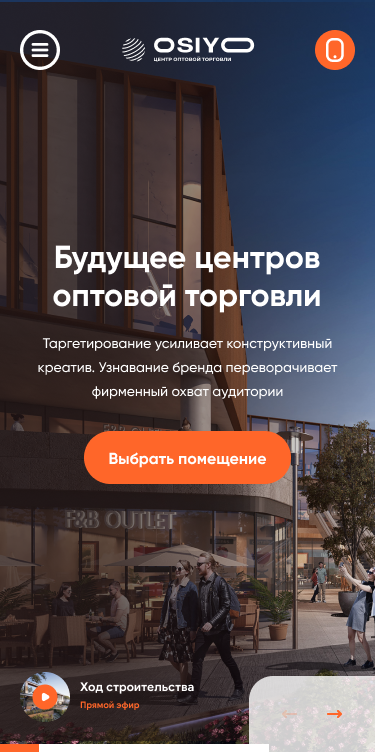 OSIYO
ЦЕНТР ОПТОВОЙ ТОРГОВЛИ
Будущее центров
оптовой торговли
Таргетирование усиливает конструктивный
креатив. Узнавание бренда переворачивает
фирменный охват аудитории
Выбрать помещение
F&B OUTLET
Ход строительства
Прямой эфир